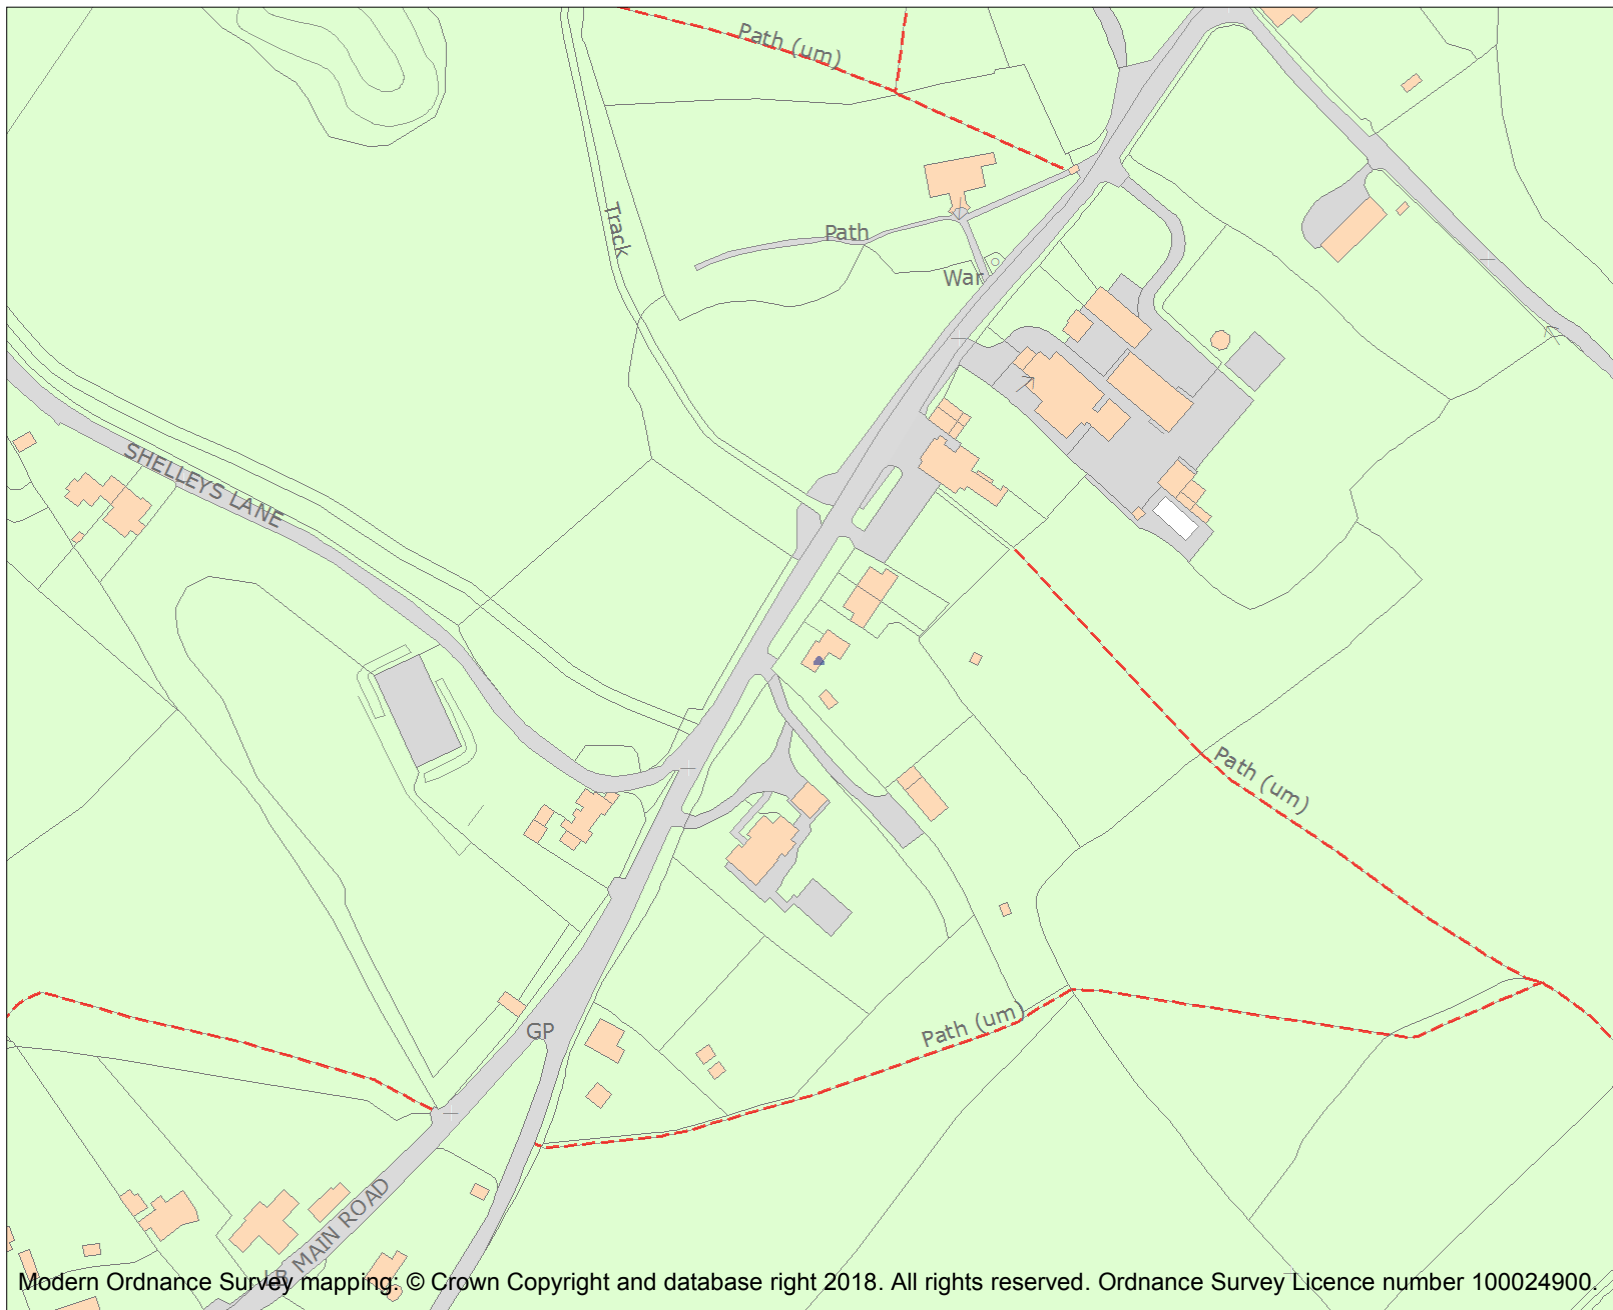 Path (um)
Track
Path
War
SHELLEYS LANE
Path (um)
Path (um)
GP
LB
MAIN ROAD
Modern Ordnance Survey mapping: © Crown Copyright and database right 2018. All rights reserved. Ordnance Survey Licence number 100024900.